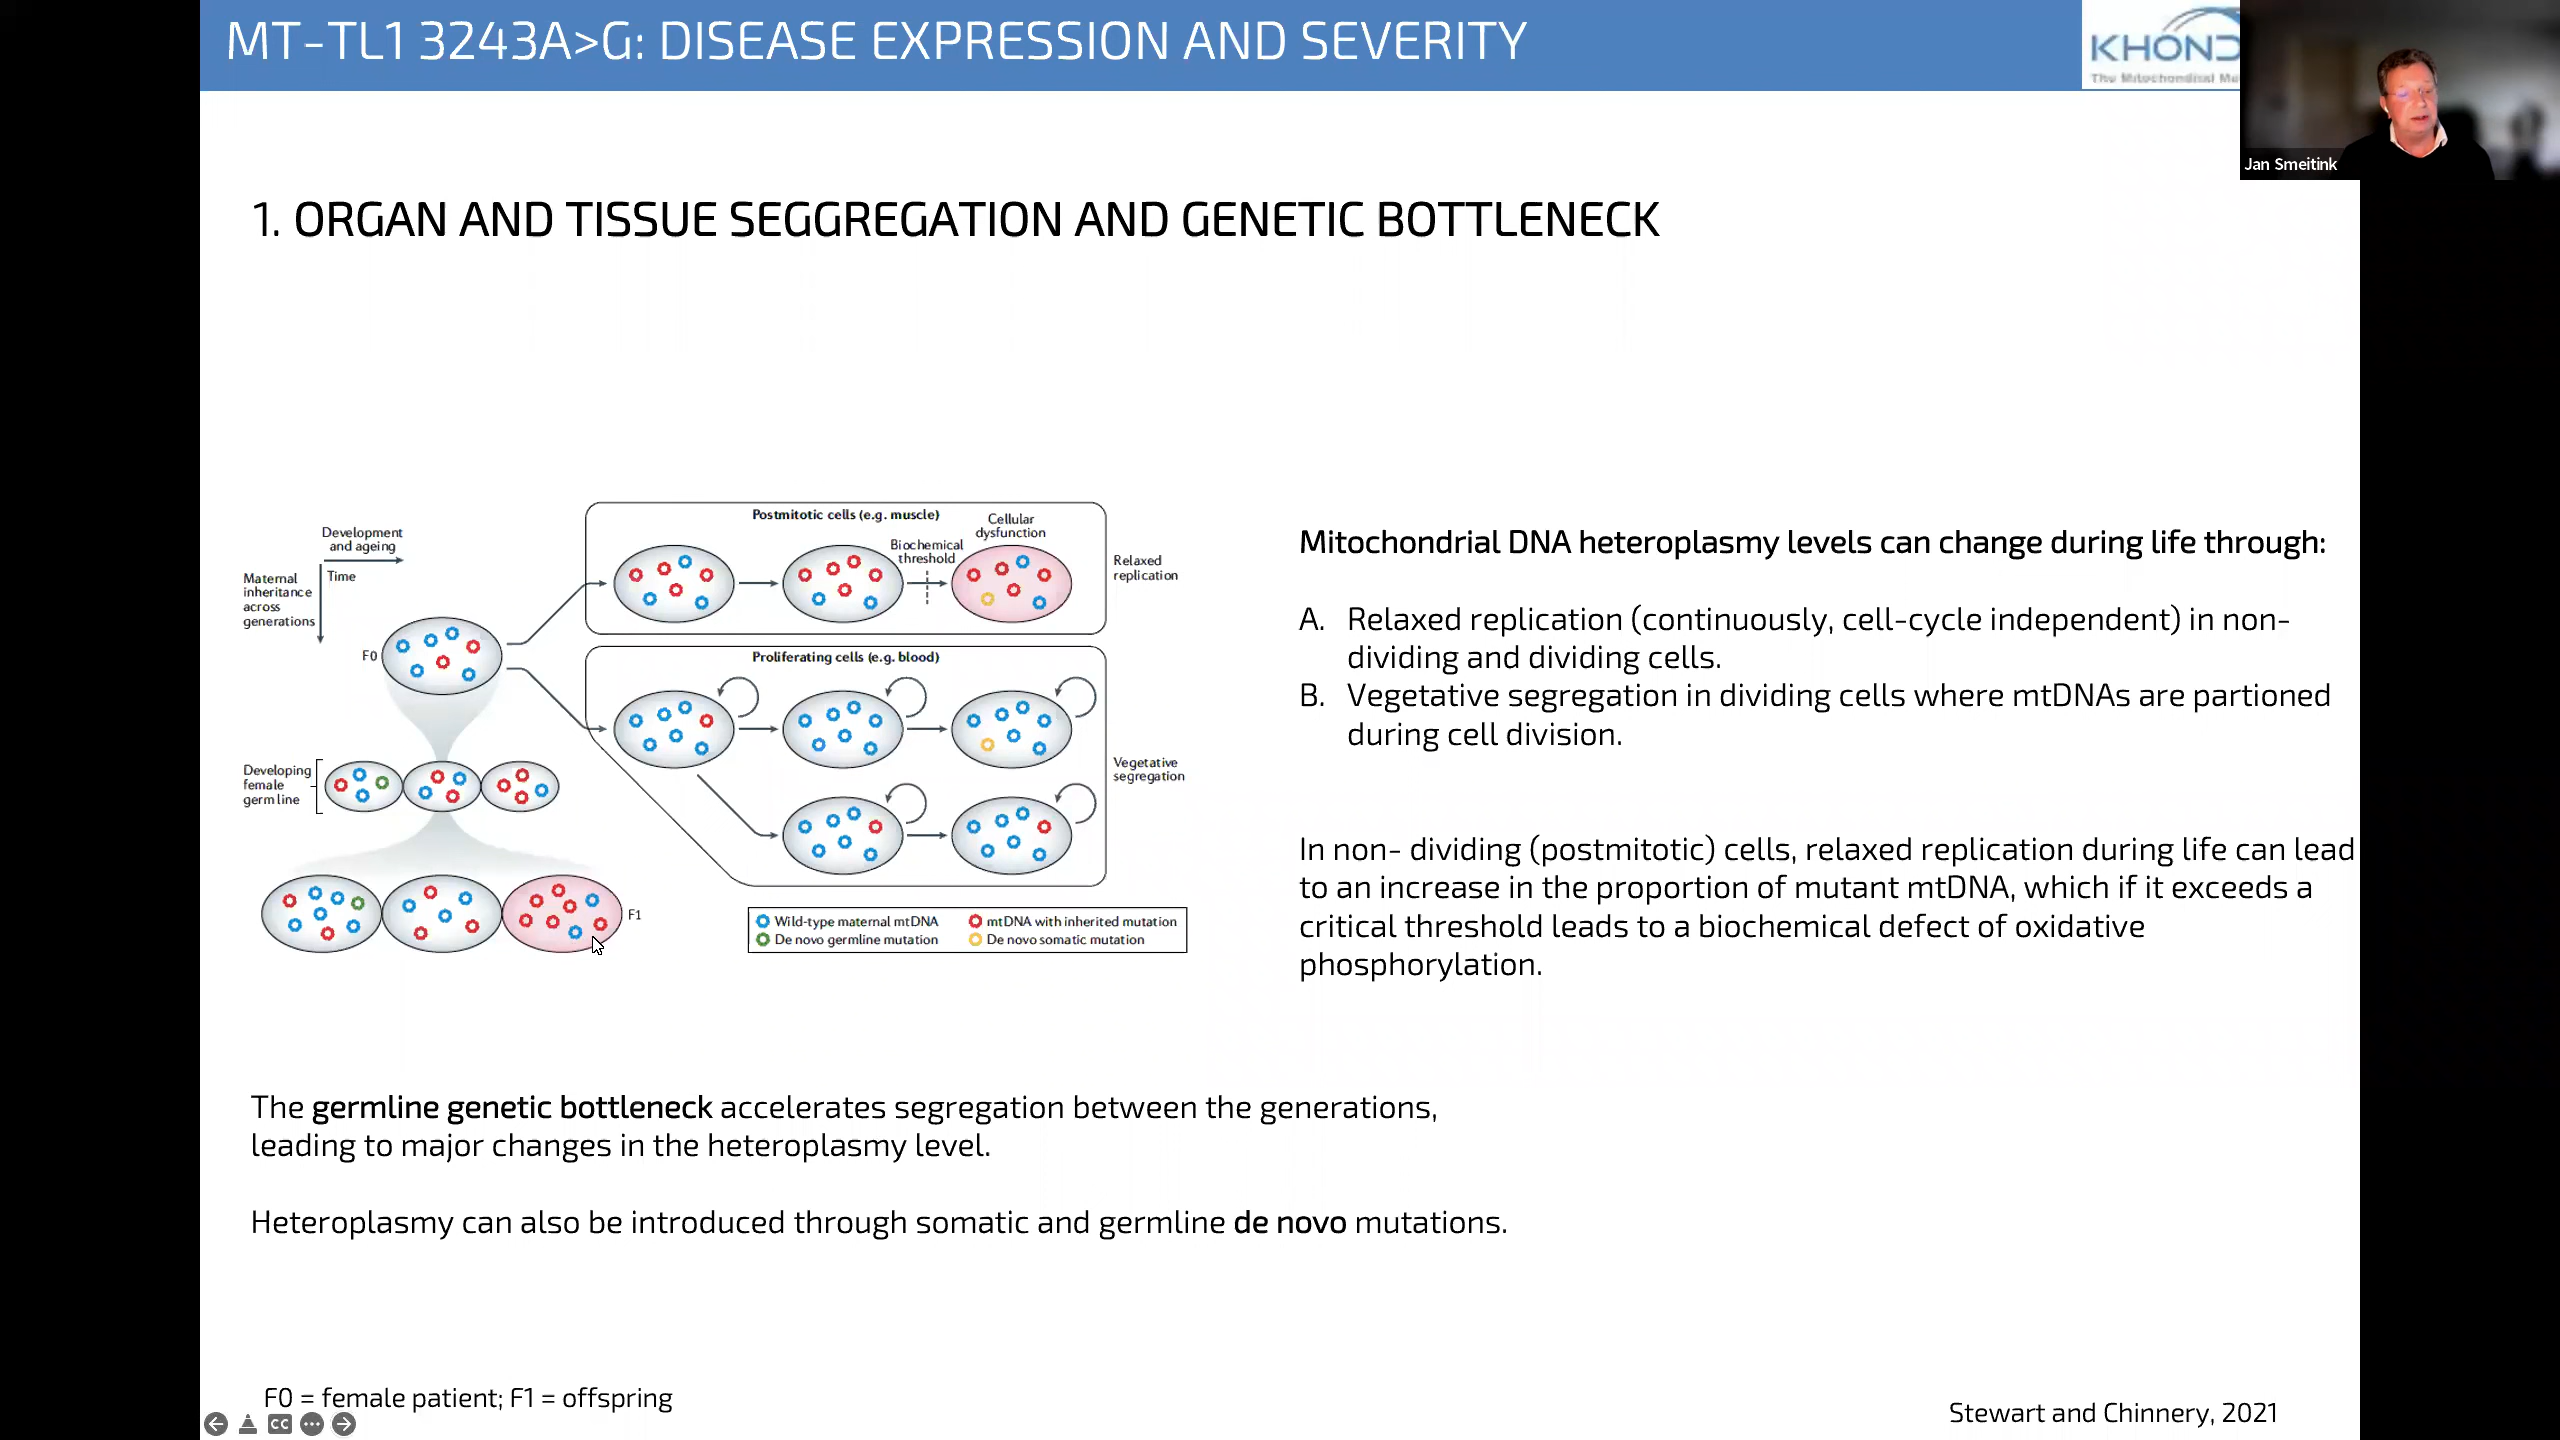 MT-TL1 3243A>G: DISEASE EXPRESSION AND SEVERITY
KHOND
The Mitochondrial Me
Jan Smeitink
1. ORGAN AND TISSUE SEGGREGATION AND GENETIC BOTTLENECK
Development
and ageing
Time
Maternal
inheritance
across
generations
F0
Developing
female
germ line
F1
Postmitotic cells (e.g. muscle)
Cellular
dysfunction
Biochemical
threshold
Relaxed
replication
Proliferating cells (e.g. blood)
Vegetative
segregation
Wild-type maternal mtDNA
mtDNA with inherited mutation
De novo germline mutation
De novo somatic mutation
Mitochondrial DNA heteroplasmy levels can change during life through:
A. Relaxed replication (continuously, cell-cycle independent) in non-
dividing and dividing cells.
B. Vegetative segregation in dividing cells where mtDNAs are partioned
during cell division.
In non- dividing (postmitotic) cells, relaxed replication during life can lead
to an increase in the proportion of mutant mtDNA, which if it exceeds a
critical threshold leads to a biochemical defect of oxidative
phosphorylation.
The germline genetic bottleneck accelerates segregation between the generations,
leading to major changes in the heteroplasmy level.
Heteroplasmy can also be introduced through somatic and germline de novo mutations.
F0 = female patient; F1 = offspring
CC
Stewart and Chinnery, 2021